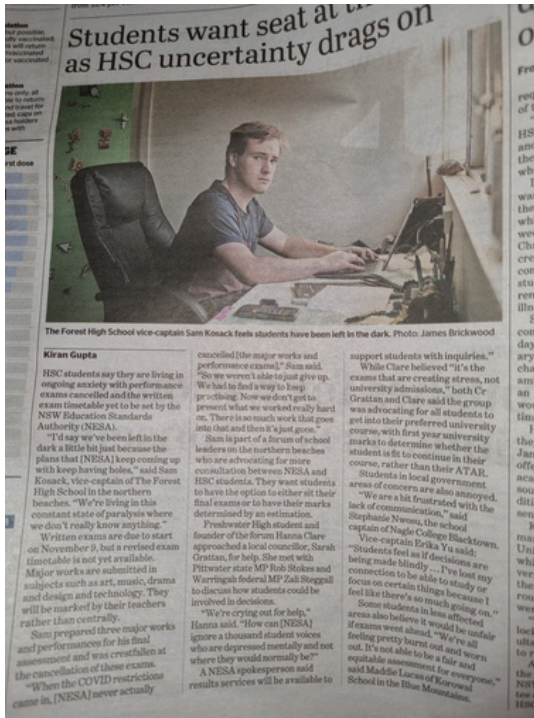 Students want seat at
as HSC uncertainty drags on
The Forest High School vice-captain Sam Kosack feels students have been left in the dark. Photo: James Brickwood
Kiran Gupta
HSC students say they are living in
ongoing anxiety with performance
exams cancelled and the written
exam timetable yet to be set by the
NSW Education Standards
Authority (NESA).
"I'd say we've been left in the
dark a little bit just because the
plans that [NESA] keep coming up
with keep having holes," said Sam
Kosack, vice-captain of The Forest
High School in the northern
beaches. "We're living in this
constant state of paralysis where
we don't really know anything."
Written exams are due to start
on November 9, but a revised exam
timetable is not yet available.
Major works are submitted in
subjects such as art, music, drama
and design and technology. They
will be marked by their teachers
rather than centrally.
Sam prepared three major works
and performances for his final
assessment and was crestfallen at
the cancellation of these exams.
"When the COVID restrictions
came in, [NESA] never actually
cancelled [the major works and
performance exams]," Sam said.
"So we weren't able to just give up.
We had to find a way to keep
practising. Now we don't get to
present what we worked really hard
on. There is so much work that goes
into that and then it's just gone."
Sam is part of a forum of school
leaders on the northern beaches
who are advocating for more
consultation between NESA and
HSC students. They want students
to have the option to either sit their
final exams or to have their marks
determined by an estimation.
Freshwater High student and
founder of the forum Hanna Clare
approached a local councillor, Sarah
Grattan, for help. She met with
Pittwater state MP Rob Stokes and
Warringah federal MP Zali Steggall
to discuss how students could be
involved in decisions.
"We're crying out for help,"
Hanna said. "How can [NESA]
ignore a thousand student voices
who are depressed mentally and not
where they would normally be?"
A NESA spokesperson said
results services will be available to
support students with inquiries."
While Clare believed "it's the
exams that are creating stress, not
university admissions," both Cr
Grattan and Clare said the group
was advocating for all students to
get into their preferred university
course, with first year university
marks to determine whether the
student is fit to continue in their
course, rather than their ATAR.
Students in local government
areas of concern are also annoyed.
"We are a bit frustrated with the
lack of communication," said
Stephanie Nwosu, the school
captain of Nagle College Blacktown.
Vice-captain Erika Yu said:
"Students feel as if decisions are
being made blindly ... I've lost my
connection to be able to study or
focus on certain things because I
feel like there's so much going on."
Some students in less affected
areas also believe it would be unfair
if exams went ahead. "We're all
feeling pretty burnt out and worn
out. It's not able to be a fair and
equitable assessment for everyone,"
said Maddie Lucas of Korowal
School in the Blue Mountains.